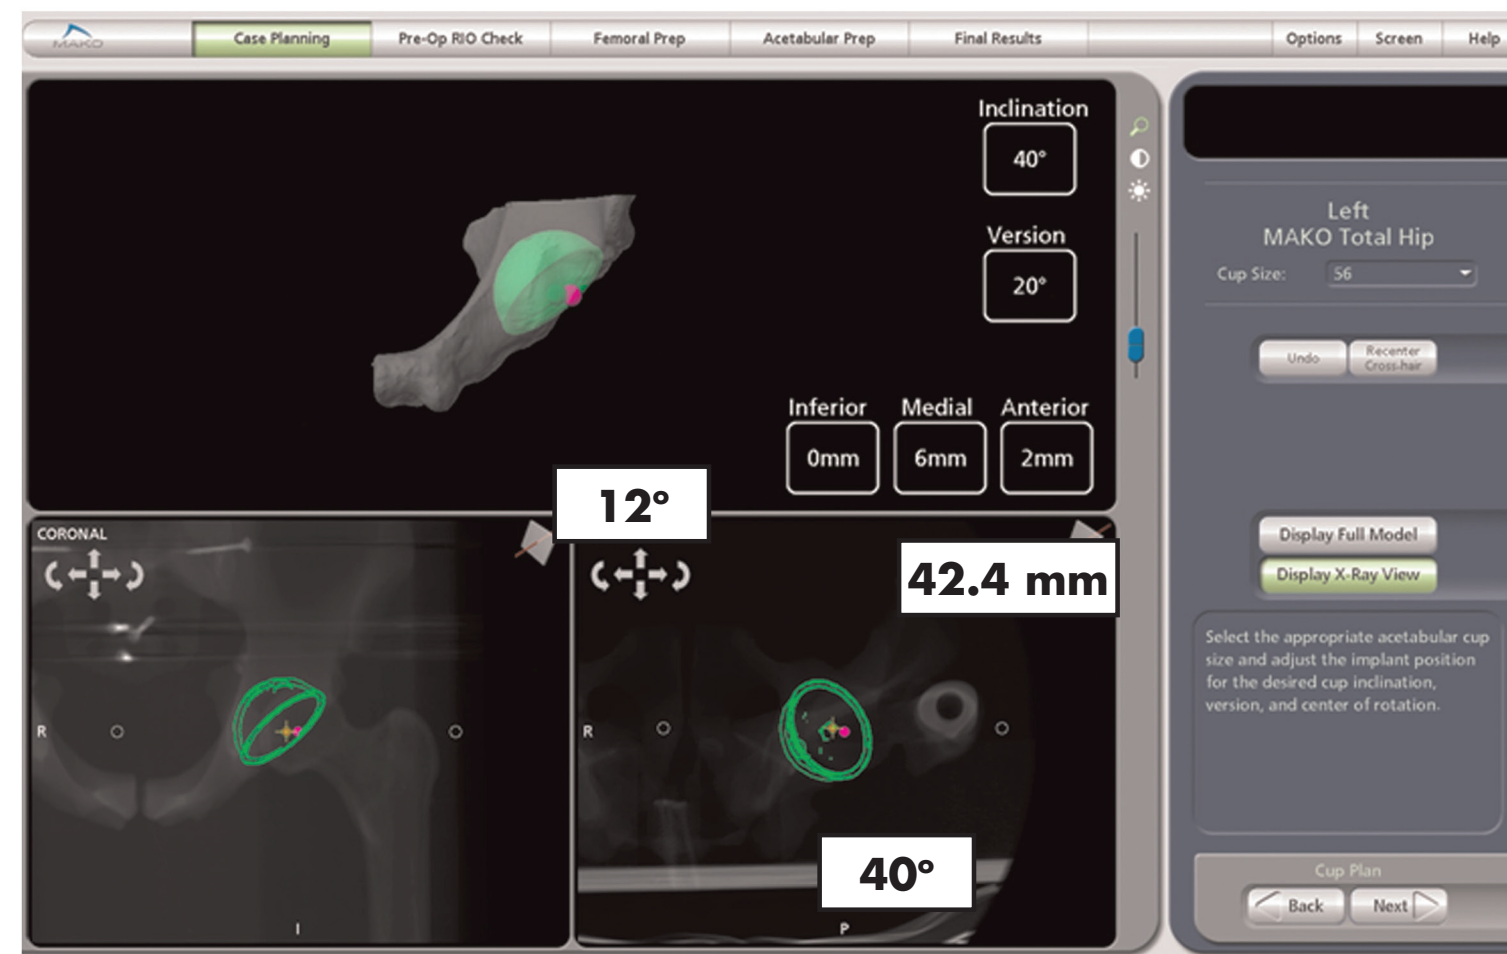 MAKO
Case Planning
Pre-Op RIO Check
Femoral Prep
Acetabular Prep
Final Results
Options
Screen
Help
Inclination
40°
Version
20°
Inferior
Medial
Anterior
0mm
6mm
2mm
Left
MAKO Total Hip
Cup Size: 56
Undo
Recenter
Cross-hair
12º
CORONAL
42.4 mm
R
R
40º
I
P
Display Full Model
Display X-Ray View
Select the appropriate acetabular cup
size and adjust the implant position
for the desired cup inclination,
version, and center of rotation.
Cup Plan
Back
Next